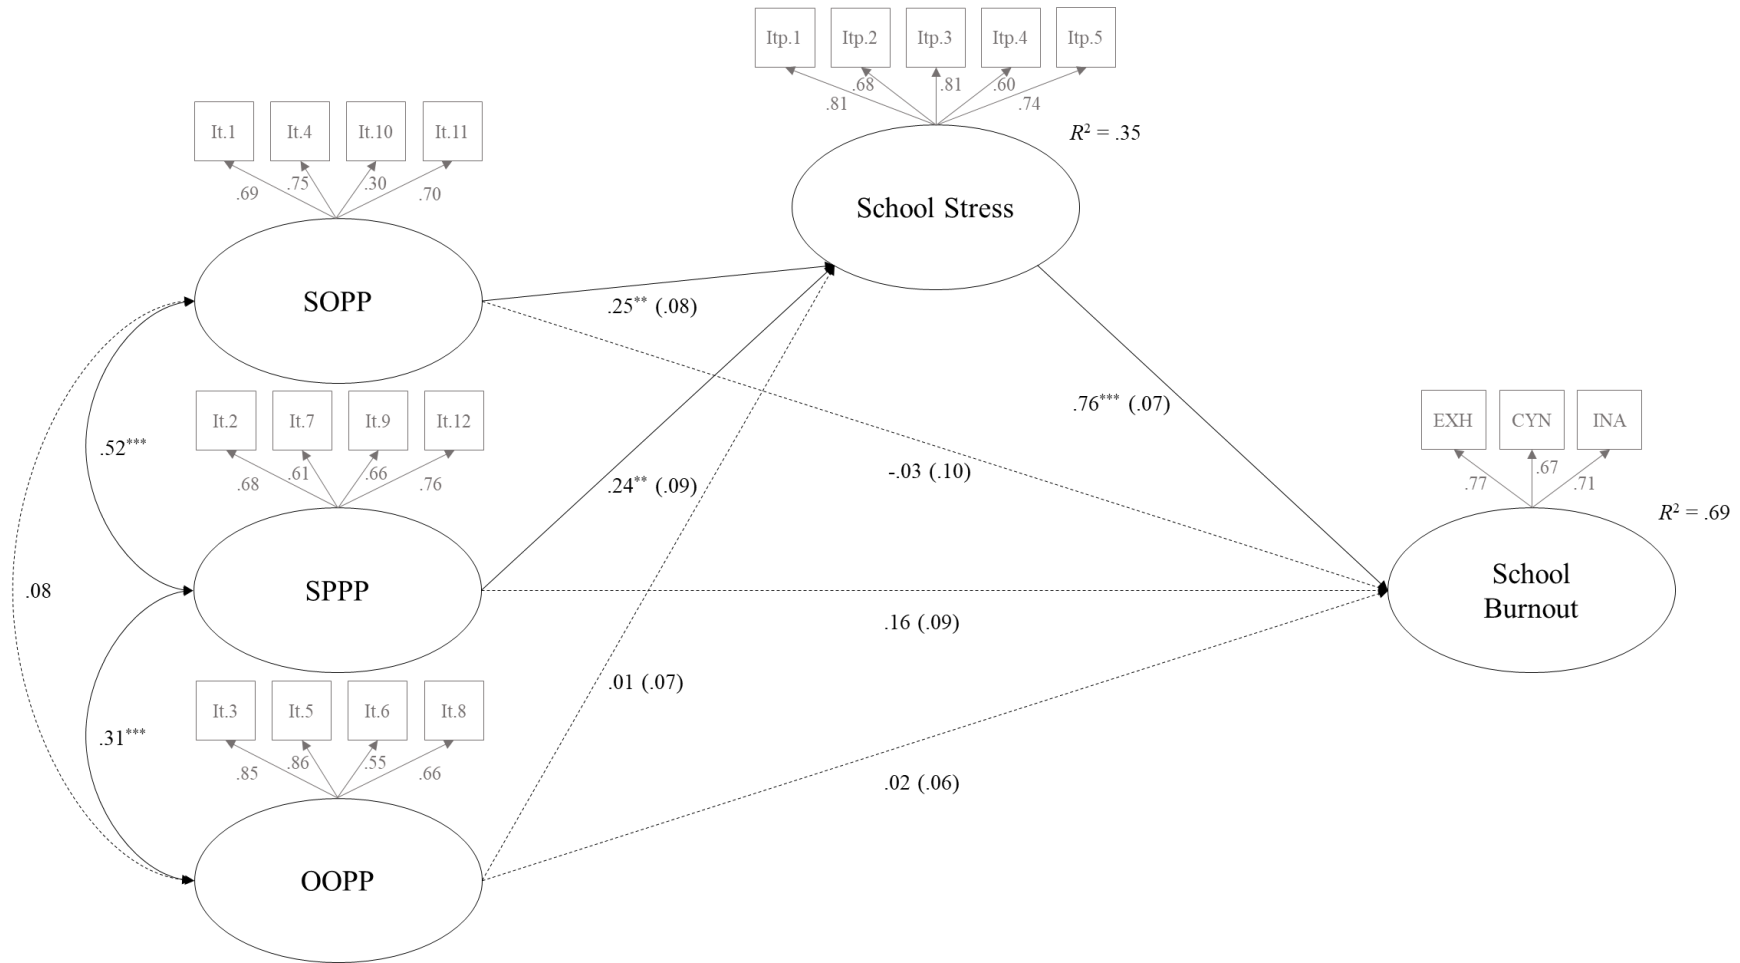 Itp.1 Itp.2 Itp.3 Itp.4 Itp.5
.81 .68 .81 .60 .74
R² = .35
School Stress
It.1 It.4 It.10 It.11
.69 .75 .30 .70
SOPP
.25** (.08)
It.2 It.7 It.9 It.12
.68 .61 .66 .76
SPPP
.52***
.24** (.09)
-.03 (.10)
.76*** (.07)
EXH CYN INA
.77 .67 .71
R² = .69
School
Burnout
.08
.16 (.09)
.01 (.07)
It.3 It.5 It.6 It.8
.85 .86 .55 .66
.31***
.02 (.06)
OOPP